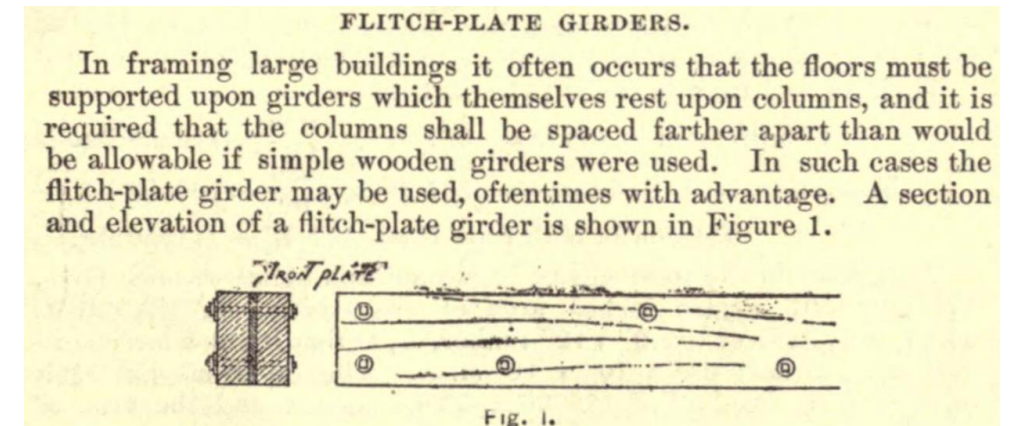 FLITCH-PLATE GIRDERS.
In framing large buildings it often occurs that the floors must be
supported upon girders which themselves rest upon columns, and it is
required that the columns shall be spaced farther apart than would
be allowable if simple wooden girders were used. In such cases the
flitch-plate girder may be used, oftentimes with advantage. A section
and elevation of a flitch-plate girder is shown in Figure 1.
IRON PLATE
Fig. 1.